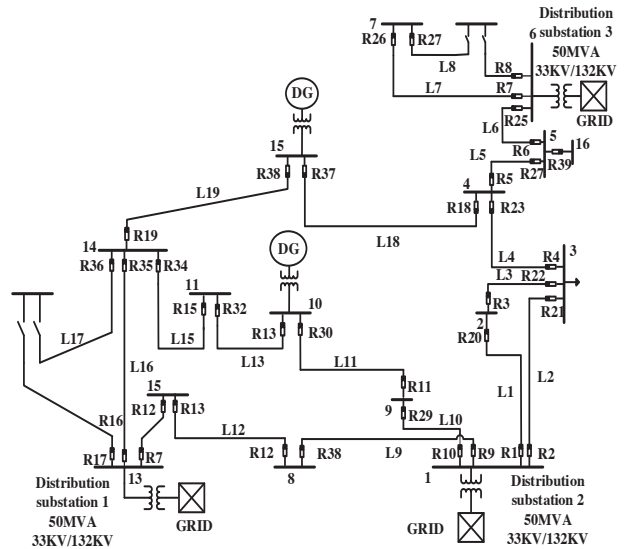 7
R26
R27
L8
L7
6
R8
R7
R25
L6
Distribution
substation 3
50MVA
33KV/132KV
GRID
5
R6
16
L5
R27
R39
DG
15
R38
R37
L19
L18
4
R5
R18
R23
3
L4
R4
L3
R22
R21
R3
2
R20
L1
L2
14
R19
R36
R35
R34
11
R15
R32
L15
L13
DG
10
R13
R30
L11
R11
9
R29
L10
L17
L16
15
R12
R13
L12
R16
R17
R7
13
R12
R38
8
L9
R10
R9
R1
R2
1
Distribution
substation 1
50MVA
33KV/132KV
GRID
Distribution
substation 2
50MVA
33KV/132KV
GRID